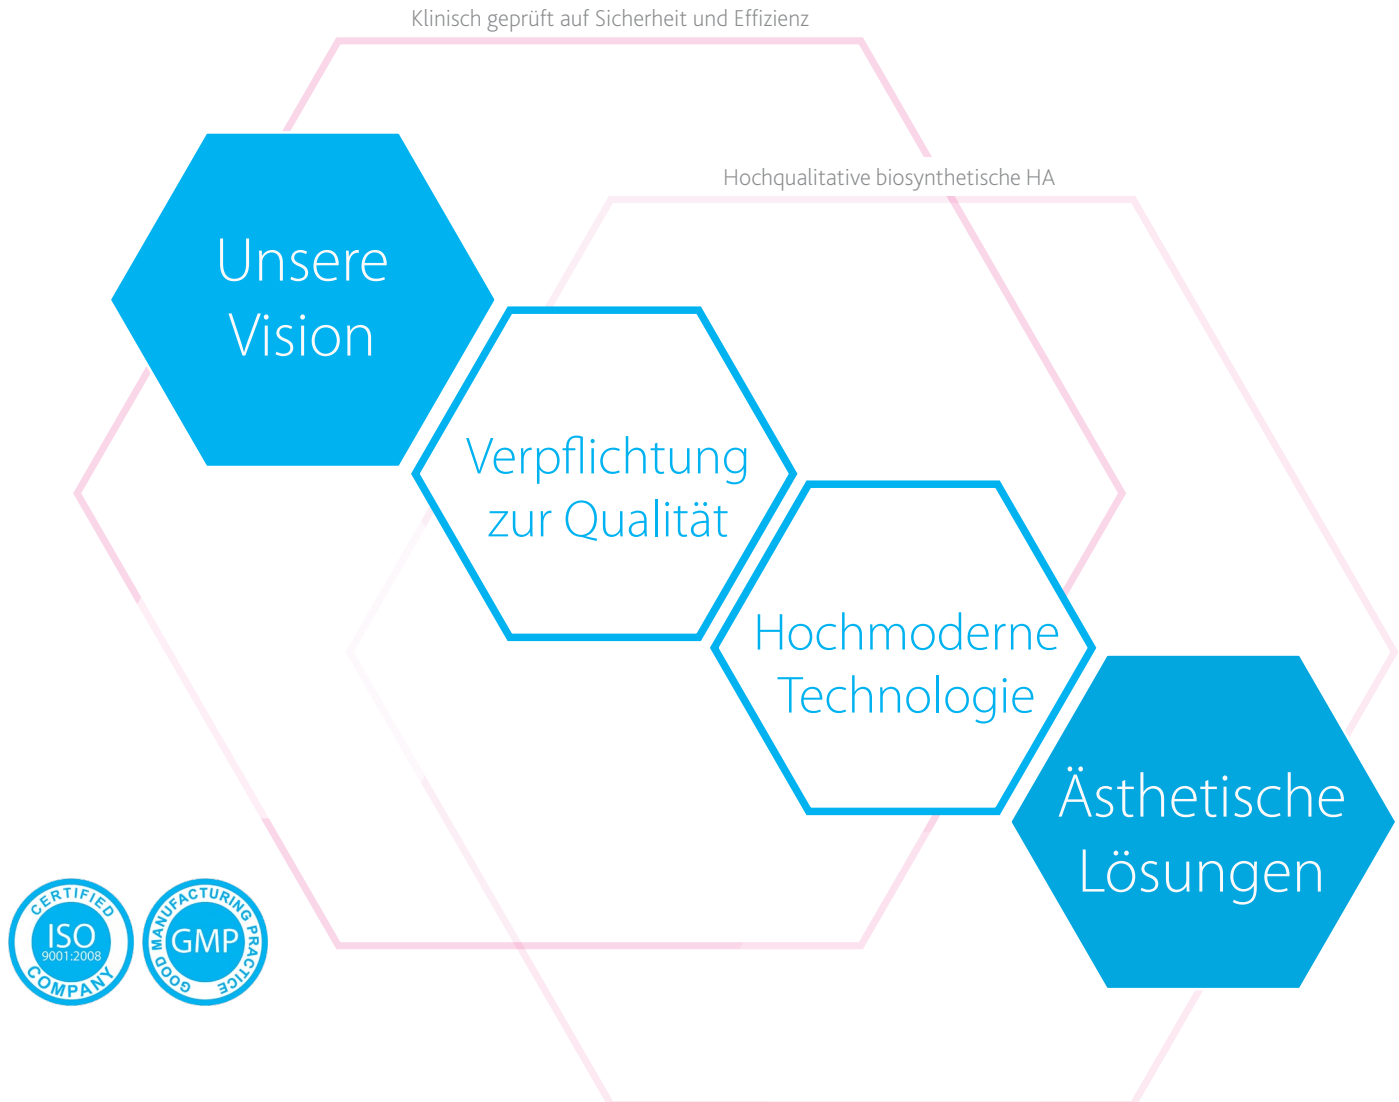 Klinisch geprüft auf Sicherheit und Effizienz
Hochqualitative biosynthetische HA
Unsere
Vision
Verpflichtung
zur Qualität
Hochmoderne
Technologie
Ästhetische
Lösungen
CERTIFIED
ISO
9001:2008
COMPANY
GOOD MANUFACTURING PRACTICE
GMP